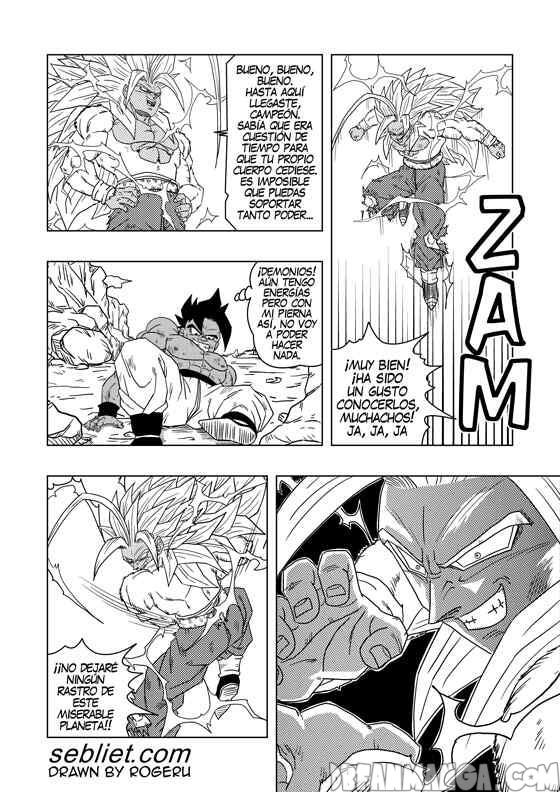 BUENO, BUENO,
BUENO.
HASTA AQUÍ
LLEGASTE,
CAMPEÓN.
SABÍA QUE ERA
CUESTIÓN DE
TIEMPO PARA
QUE TU PROPIO
CUERPO CEDIESE.
ES IMPOSIBLE
QUE PUEDAS
SOPORTAR
TANTO PODER...
ZAM
¡MUY BIEN!
¡HA SIDO
UN GUSTO
CONOCERLOS,
MUCHACHOS!
JA, JA, JA
¡DEMONIOS!
AÚN TENGO
ENERGÍAS
PERO CON
MI PIERNA
ASÍ, NO VOY
A PODER
HACER
NADA.
¡¡NO DEJARÉ
NINGÚN
RASTRO DE
ESTE
MISERABLE
PLANETA!!
sebliet.com
DRAWN BY ROGERU
DREAMMANGA.COM